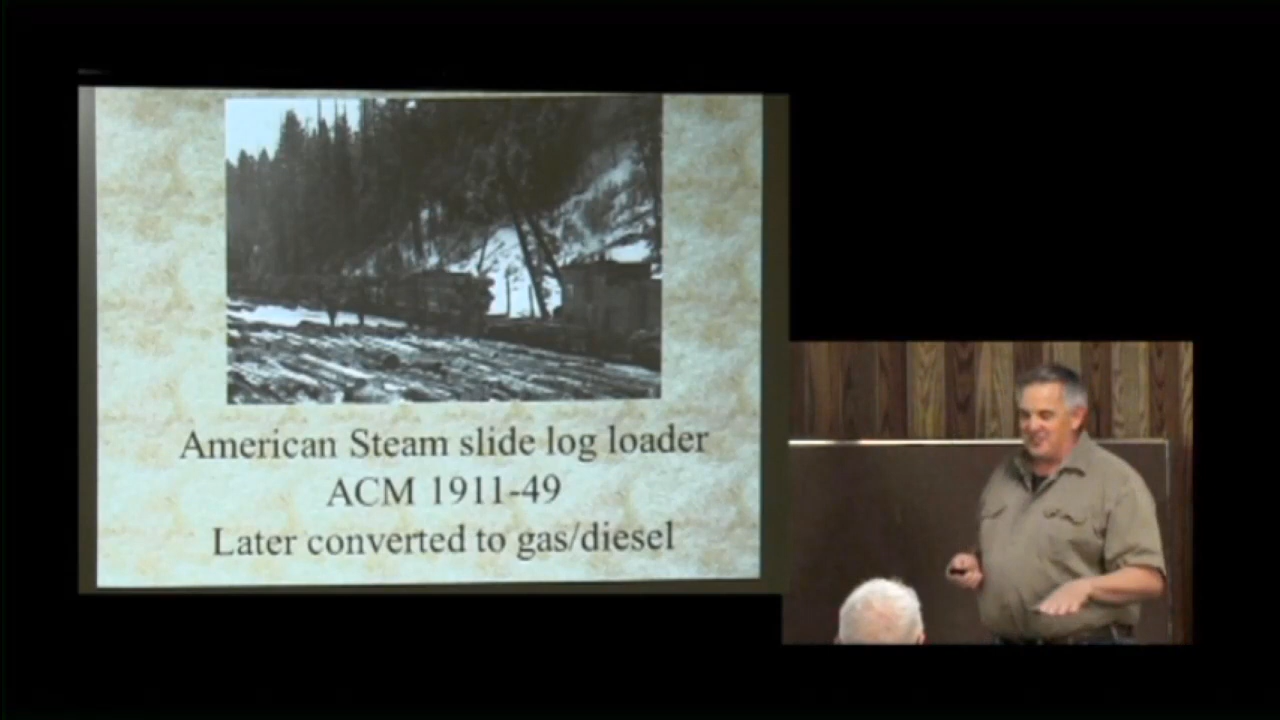 American Steam slide log loader
ACM 1911-49
Later converted to gas/diesel